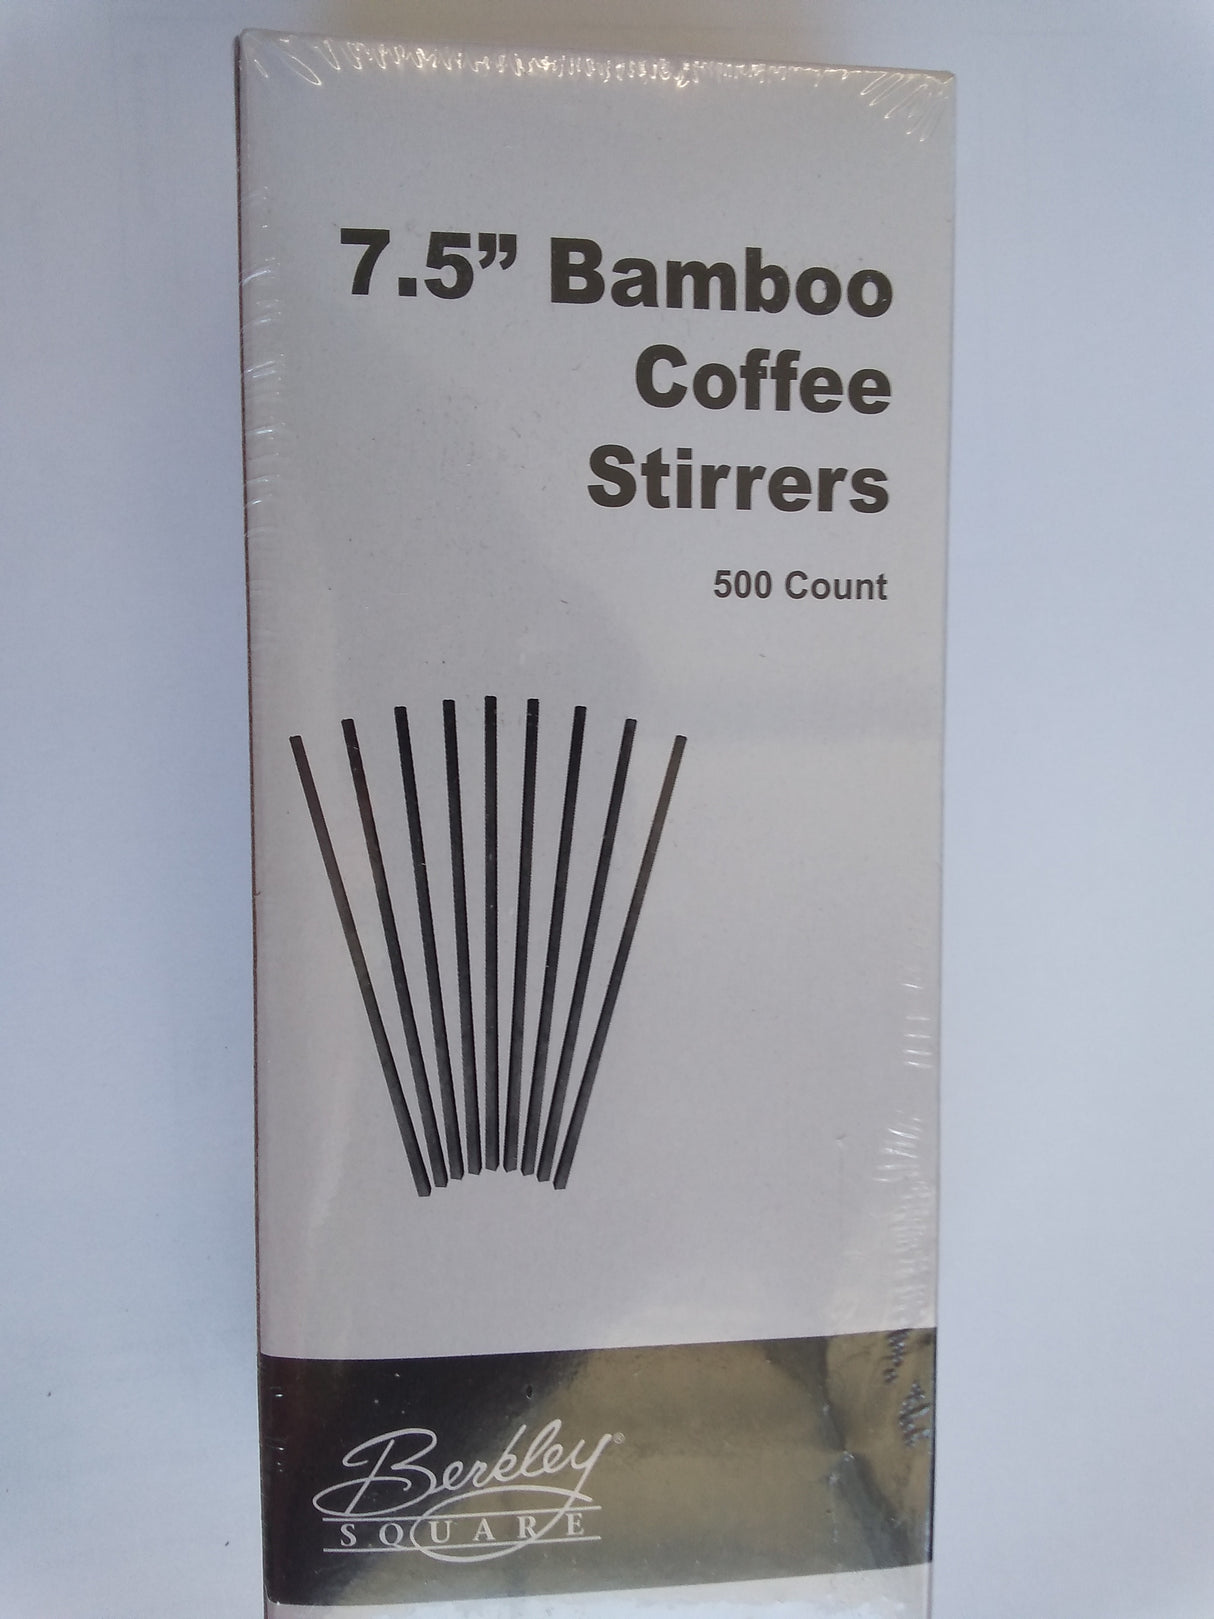 7.5” Bamboo
Coffee
Stirrers
500 Count
Berkley®
SQUARE